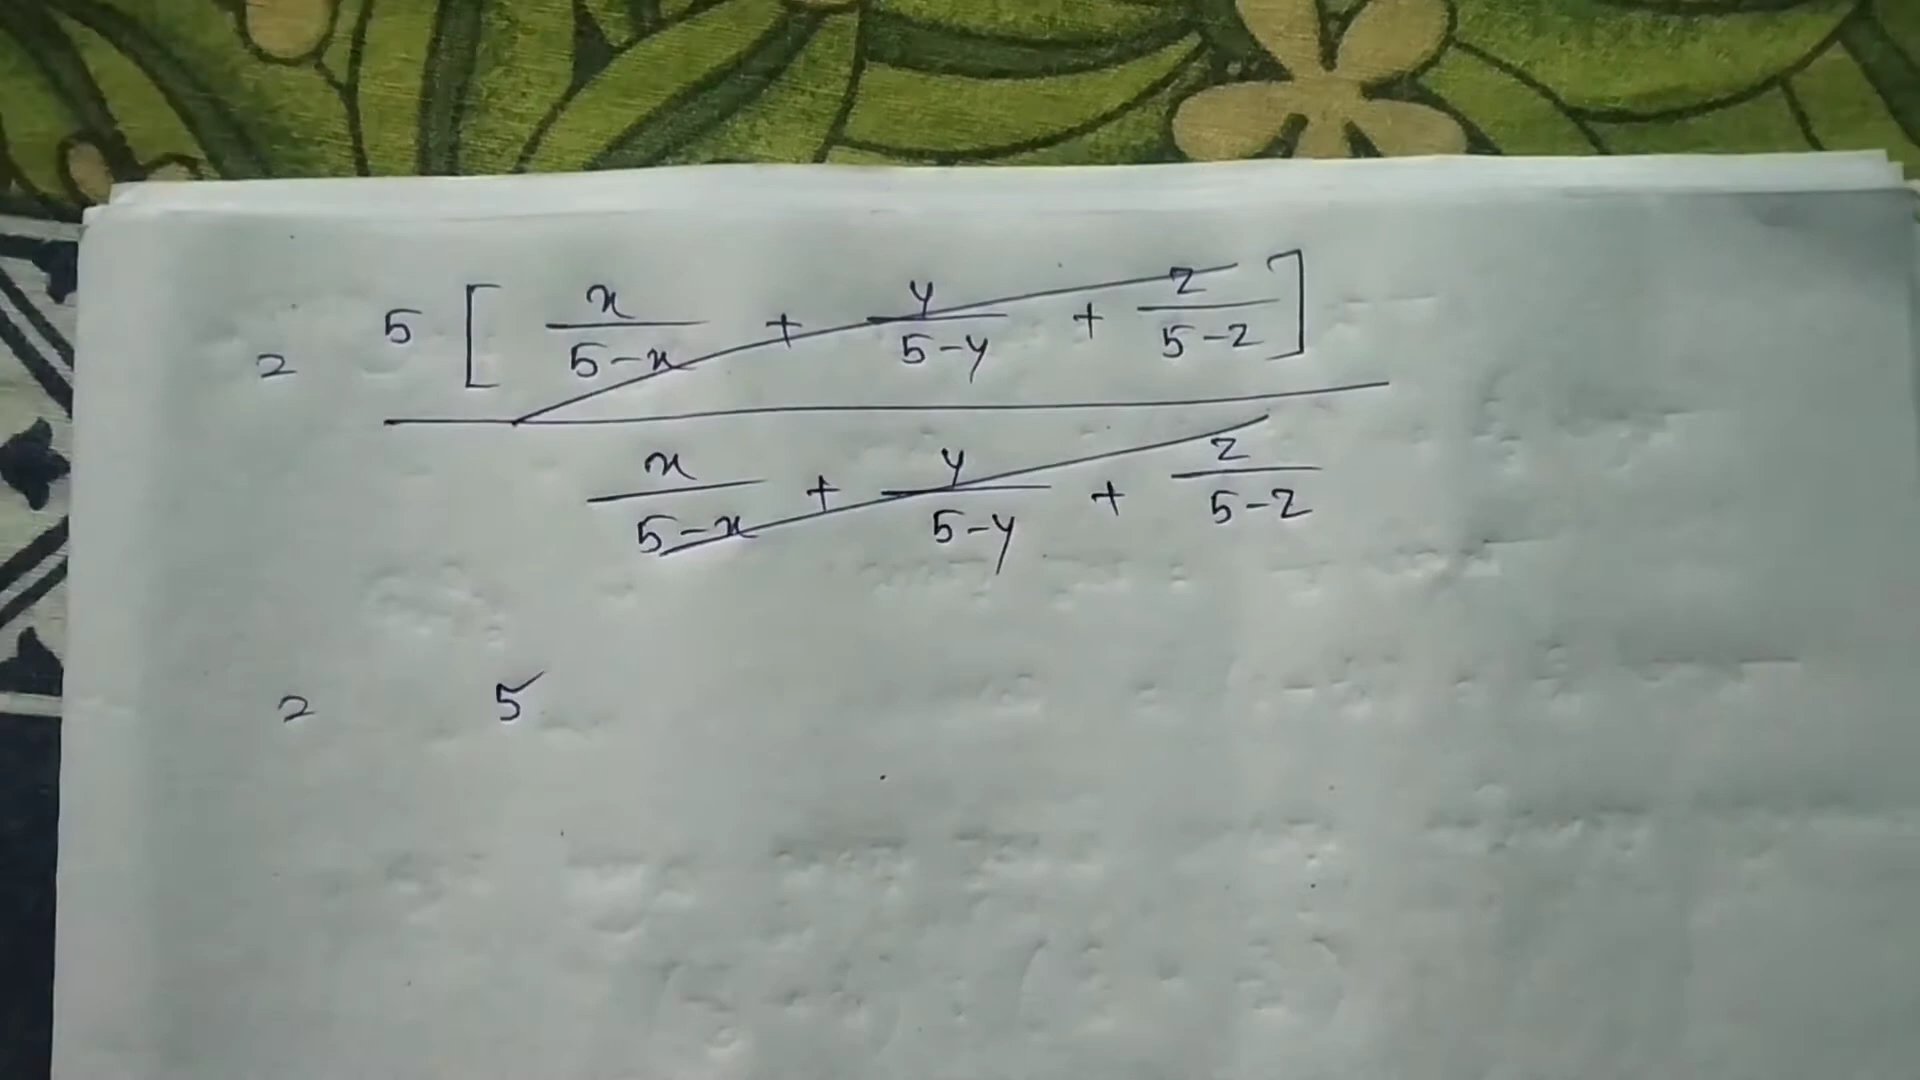 = 5 [ x/(5-x) + y/(5-y) + z/(5-z) ]
x/(5-x) + y/(5-y) + z/(5-z)
= 5